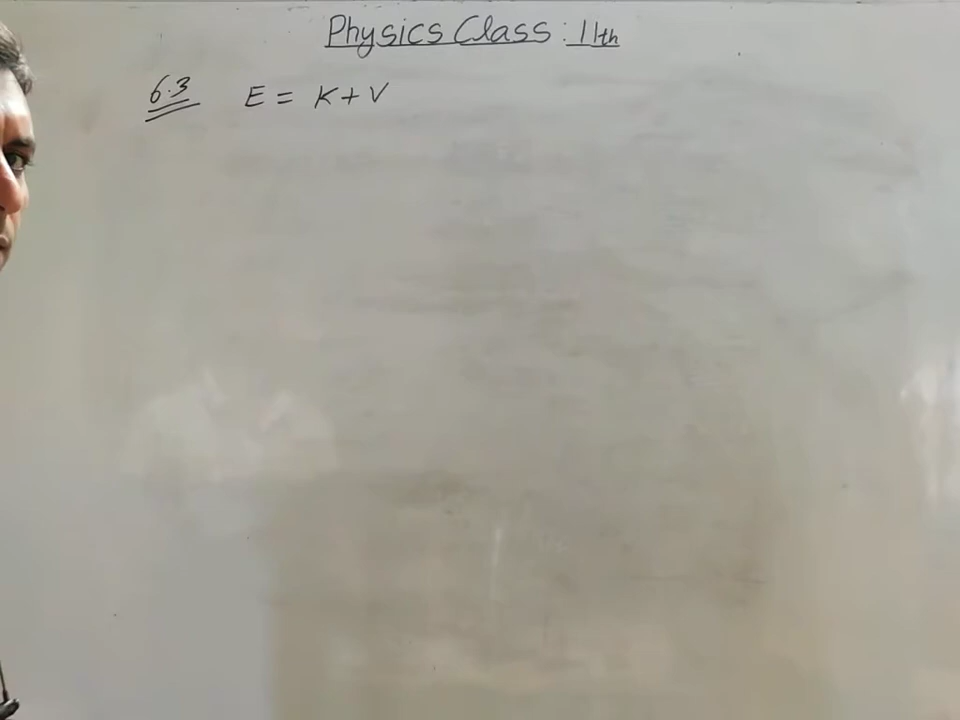 Physics Class : 11th
6.3 E = K + V